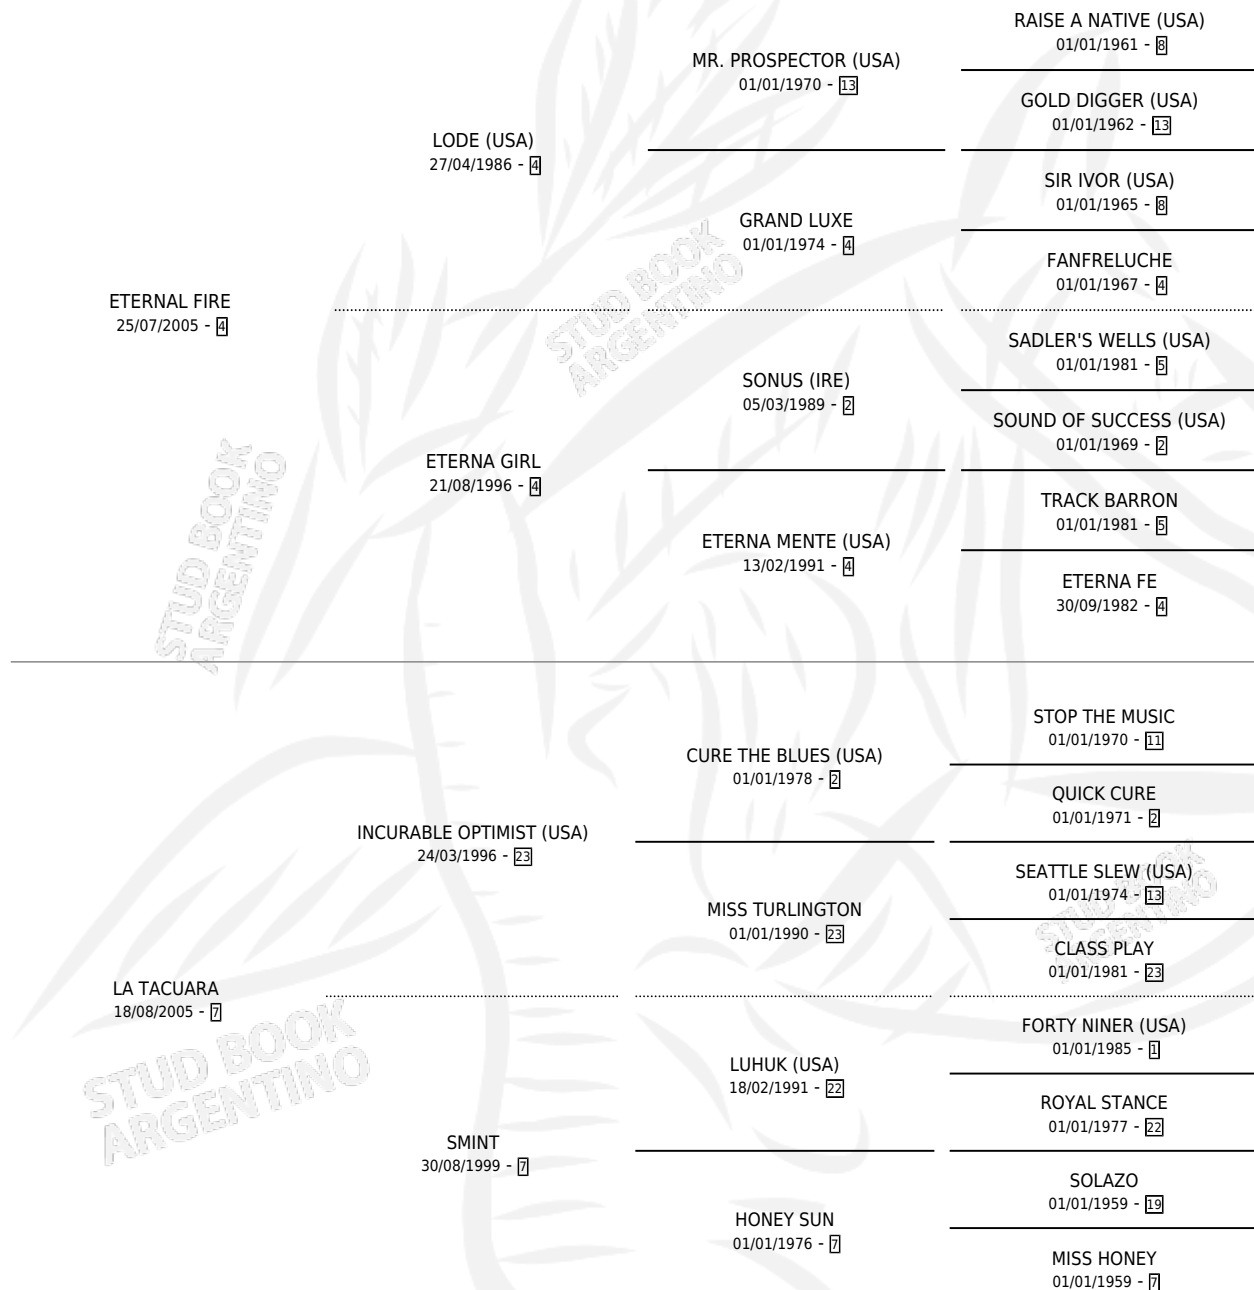 RAISE A NATIVE (USA)
01/01/1961 - 8
MR. PROSPECTOR (USA)
01/01/1970 - 13
GOLD DIGGER (USA)
01/01/1962 - 13
LODE (USA)
27/04/1986 - 4
SIR IVOR (USA)
01/01/1965 - 8
GRAND LUXE
01/01/1974 - 4
FANFRELUCHE
01/01/1967 - 4
ETERNAL FIRE
25/07/2005 - 4
STUD BOOK
ARGENTINO
SADLER'S WELLS (USA)
01/01/1981 - 5
SONUS (IRE)
05/03/1989 - 2
SOUND OF SUCCESS (USA)
01/01/1969 - 2
ETERNA GIRL
21/08/1996 - 4
TRACK BARRON
01/01/1981 - 5
ETERNA MENTE (USA)
13/02/1991 - 4
ETERNA FE
30/09/1982 - 4
STUD BOOK
ARGENTINO
STOP THE MUSIC
01/01/1970 - 11
CURE THE BLUES (USA)
01/01/1978 - 2
QUICK CURE
01/01/1971 - 2
INCURABLE OPTIMIST (USA)
24/03/1996 - 23
SEATTLE SLEW (USA)
01/01/1974 - 13
MISS TURLINGTON
01/01/1990 - 23
STUD BOOK
ARGENTINO
CLASS PLAY
01/01/1981 - 23
LA TACUARA
18/08/2005 - 7
STUD BOOK
ARGENTINO
FORTY NINER (USA)
01/01/1985 - 1
LUHUK (USA)
18/02/1991 - 22
ROYAL STANCE
01/01/1977 - 22
SMINT
30/08/1999 - 7
SOLAZO
01/01/1959 - 19
HONEY SUN
01/01/1976 - 7
MISS HONEY
01/01/1959 - 7